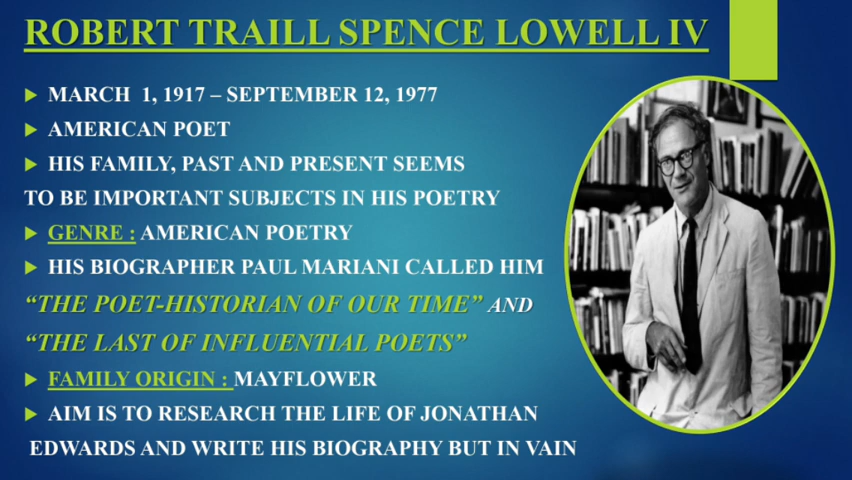 ROBERT TRAILL SPENCE LOWELL IV
MARCH 1, 1917 – SEPTEMBER 12, 1977
AMERICAN POET
HIS FAMILY, PAST AND PRESENT SEEMS
TO BE IMPORTANT SUBJECTS IN HIS POETRY
GENRE : AMERICAN POETRY
HIS BIOGRAPHER PAUL MARIANI CALLED HIM
“THE POET-HISTORIAN OF OUR TIME” AND
“THE LAST OF INFLUENTIAL POETS”
FAMILY ORIGIN : MAYFLOWER
AIM IS TO RESEARCH THE LIFE OF JONATHAN
EDWARDS AND WRITE HIS BIOGRAPHY BUT IN VAIN